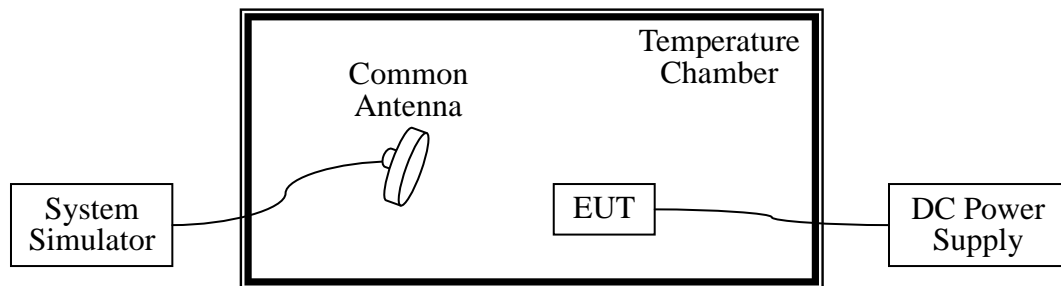 Temperature
Chamber
Common
Antenna
System
Simulator
EUT
DC Power
Supply